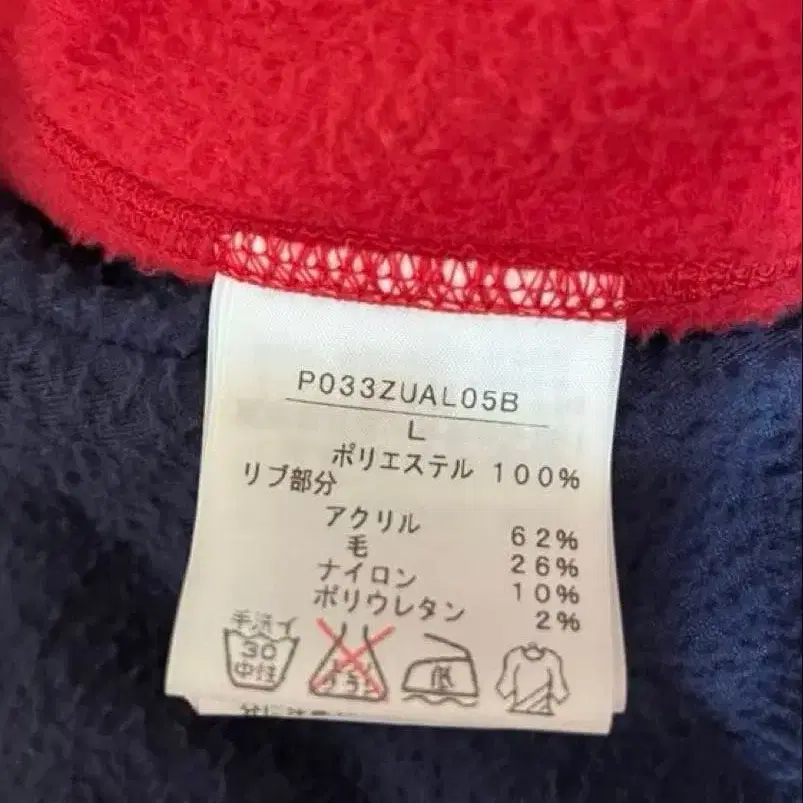 P033ZUAL05B
L
ポリエステル 100%
リブ部分
アクリル 62%
毛 26%
ナイロン 10%
ポリウレタン 2%
手洗イ
30
中性
低